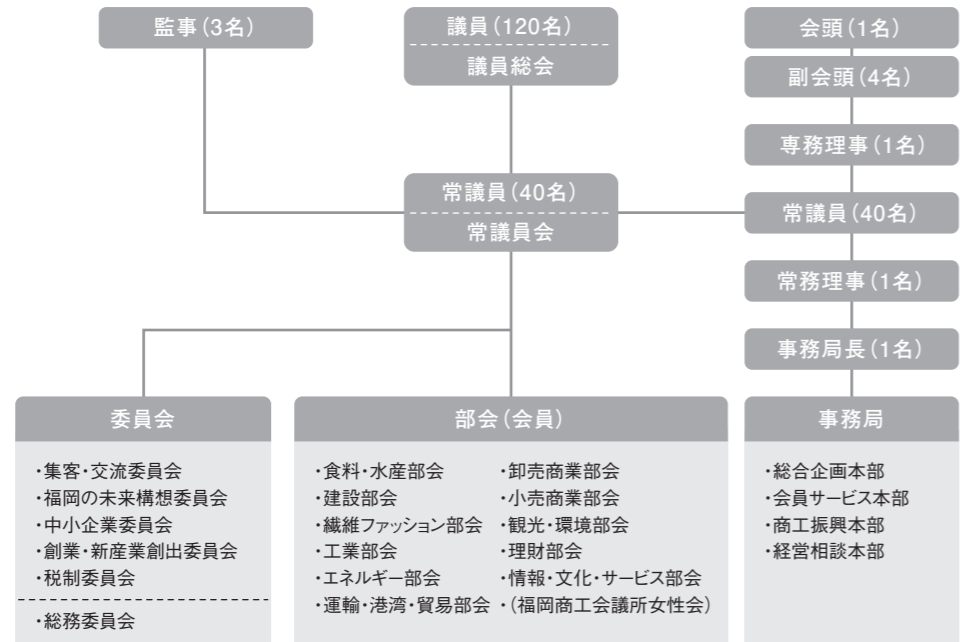 監事(3名)
議員(120名)
議員総会
会頭(1名)
副会頭(4名)
専務理事(1名)
常議員(40名)
常議員会
常議員(40名)
常務理事(1名)
事務局長(1名)
委員会
・集客・交流委員会
・福岡の未来構想委員会
・中小企業委員会
・創業・新産業創出委員会
・税制委員会
・総務委員会
部会(会員)
・食料・水産部会
・建設部会
・繊維ファッション部会
・工業部会
・エネルギー部会
・運輸・港湾・貿易部会
・卸売商業部会
・小売商業部会
・観光・環境部会
・理財部会
・情報・文化・サービス部会
・(福岡商工会議所女性会)
事務局
・総合企画本部
・会員サービス本部
・商工振興本部
・経営相談本部